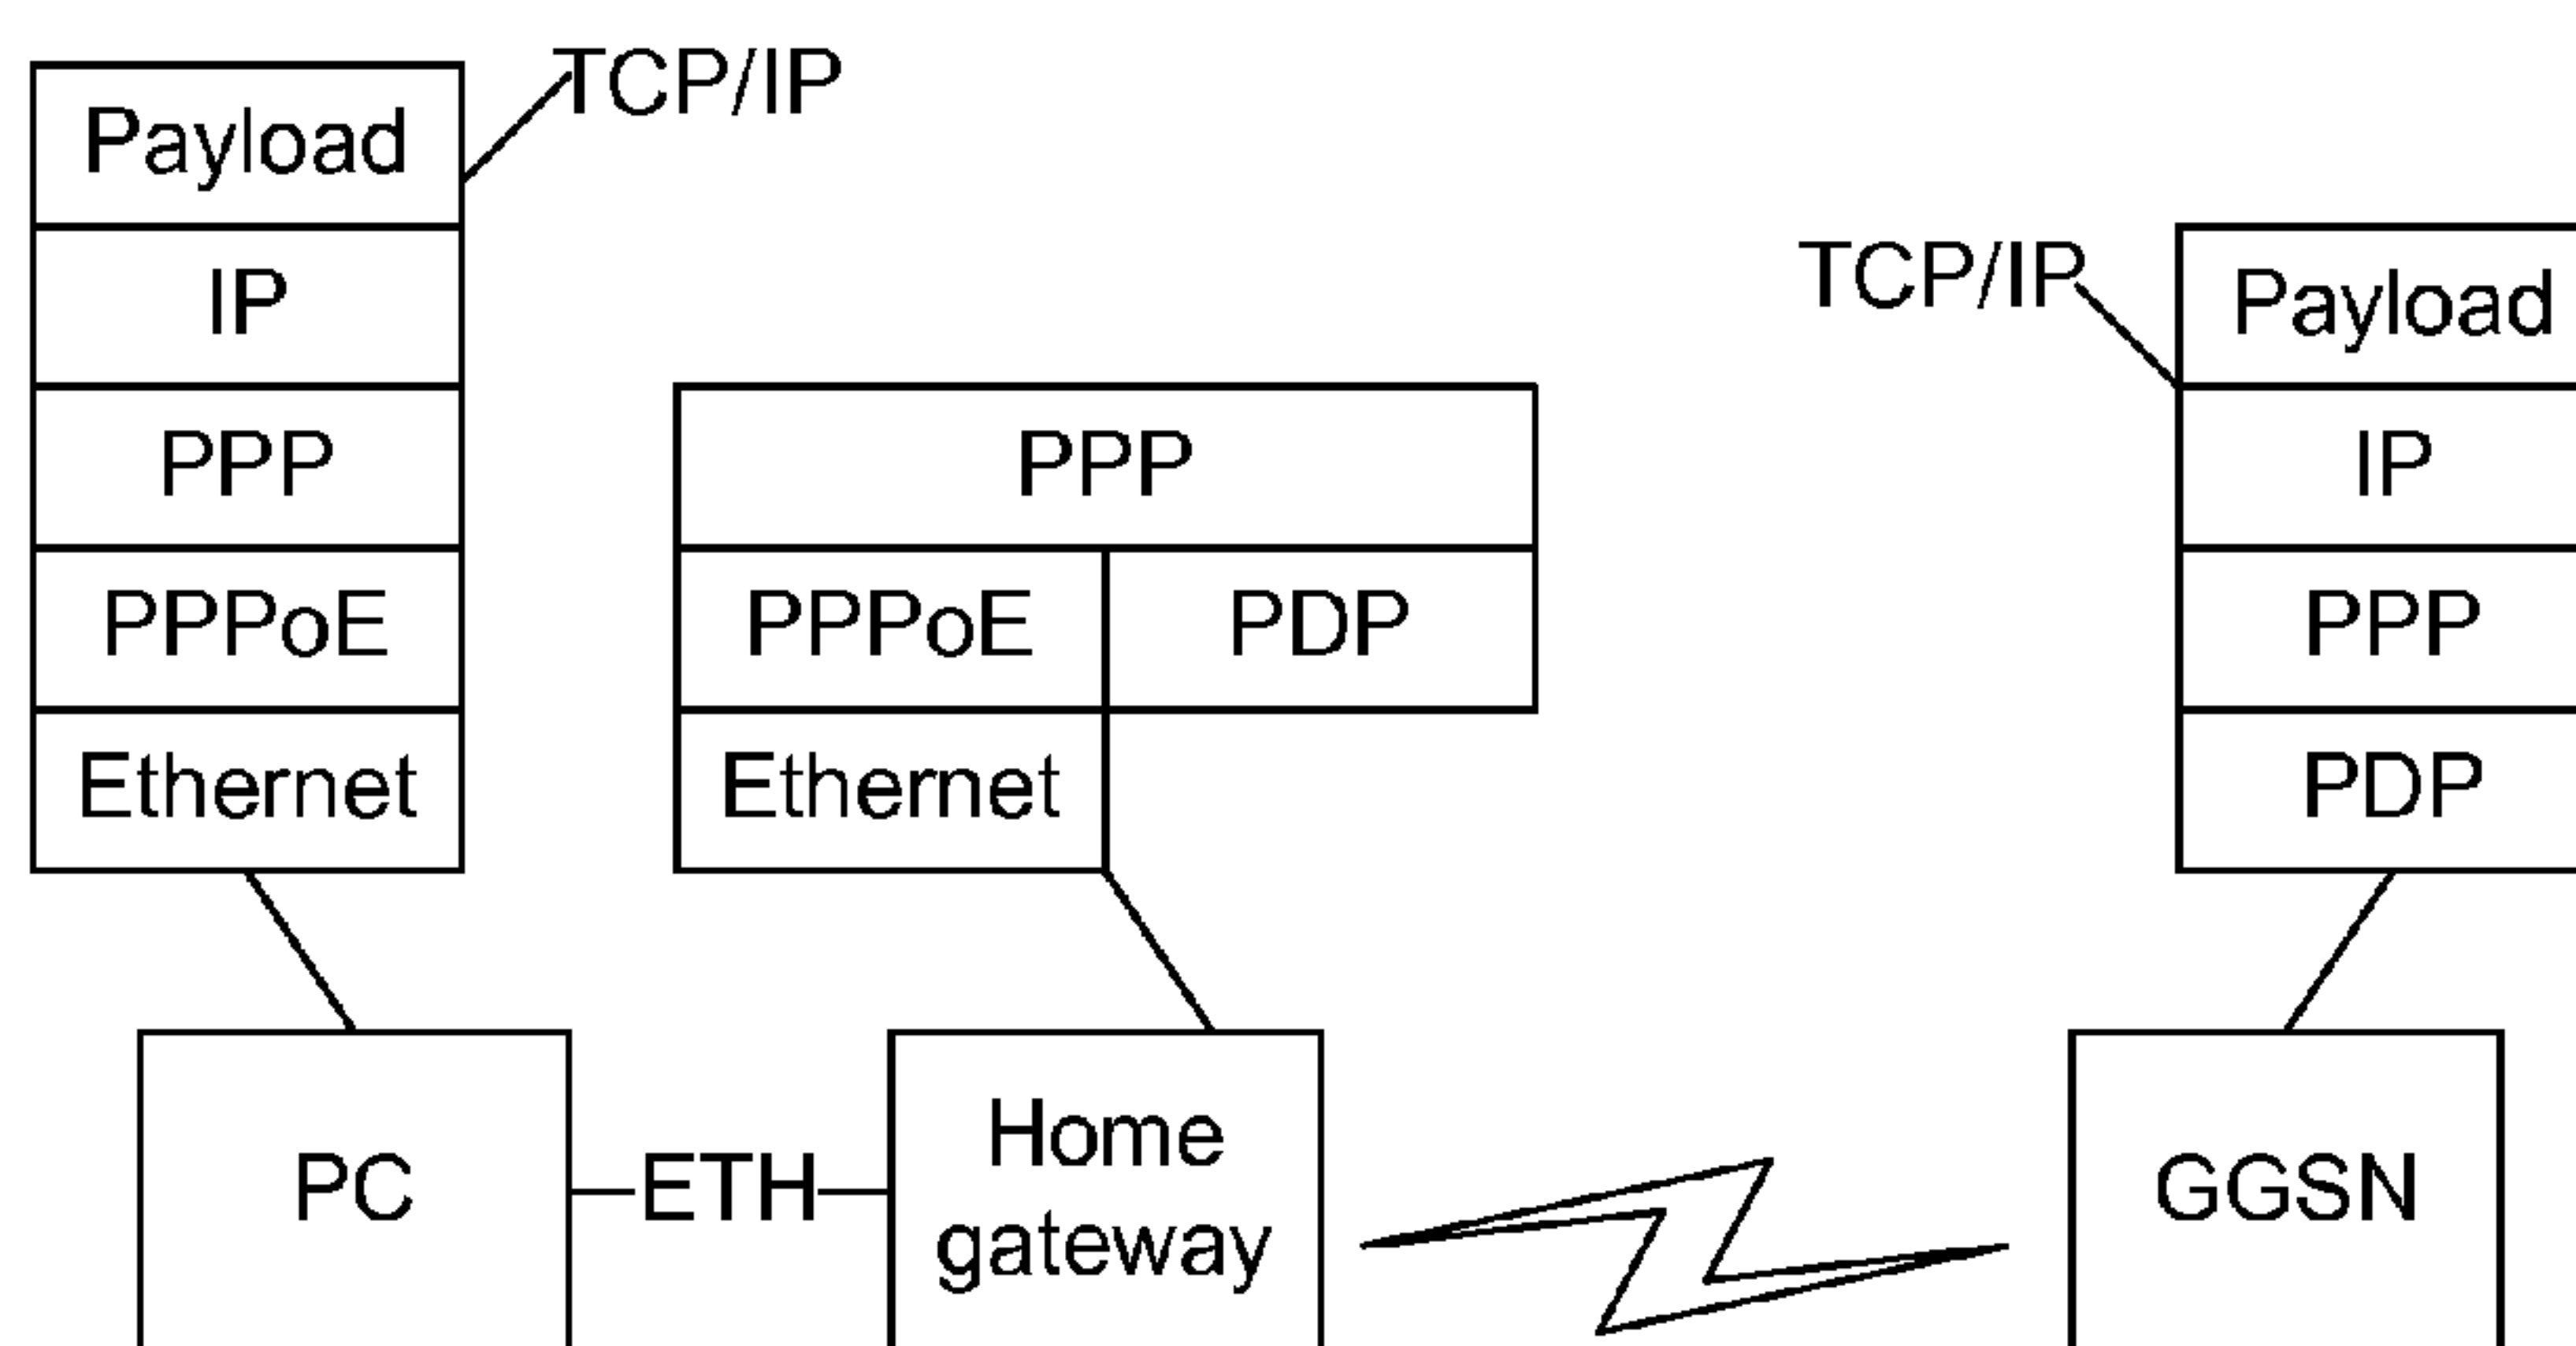 TCP/IP
Payload
IP
PPP
PPPoE
Ethernet
PPP
PPPoE PDP
Ethernet
TCP/IP
Payload
IP
PPP
PDP
PC
ETH
Home
gateway
GGSN